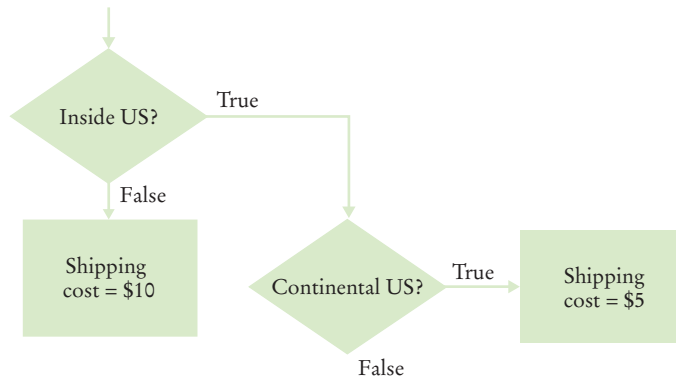 Inside US?
True
False
Shipping
cost = $10
Continental US?
True
Shipping
cost = $5
False